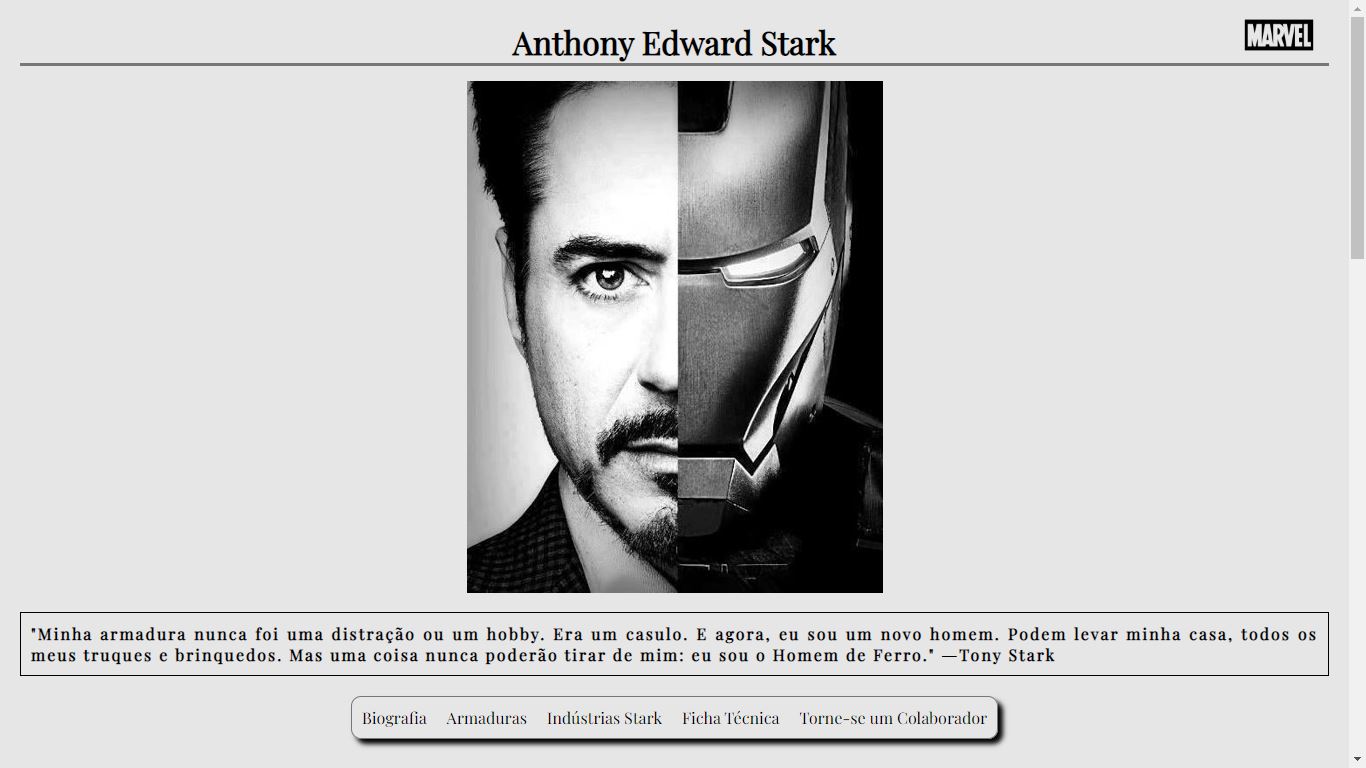 Anthony Edward Stark
MARVEL
"Minha armadura nunca foi uma distração ou um hobby. Era um casulo. E agora, eu sou um novo homem. Podem levar minha casa, todos os
meus truques e brinquedos. Mas uma coisa nunca poderão tirar de mim: eu sou o Homem de Ferro." —Tony Stark
Biografia Armaduras Indústrias Stark Ficha Técnica Torne-se um Colaborador